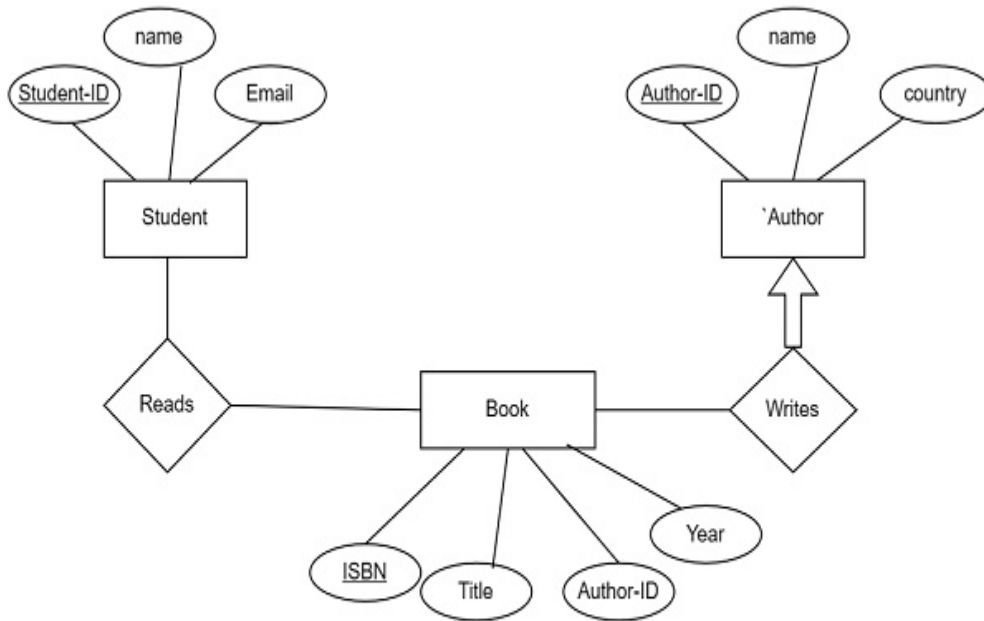 name
name
Student-ID
Email
Author-ID
country
Student
`Author
Reads
Book
Writes
Year
ISBN
Title
Author-ID